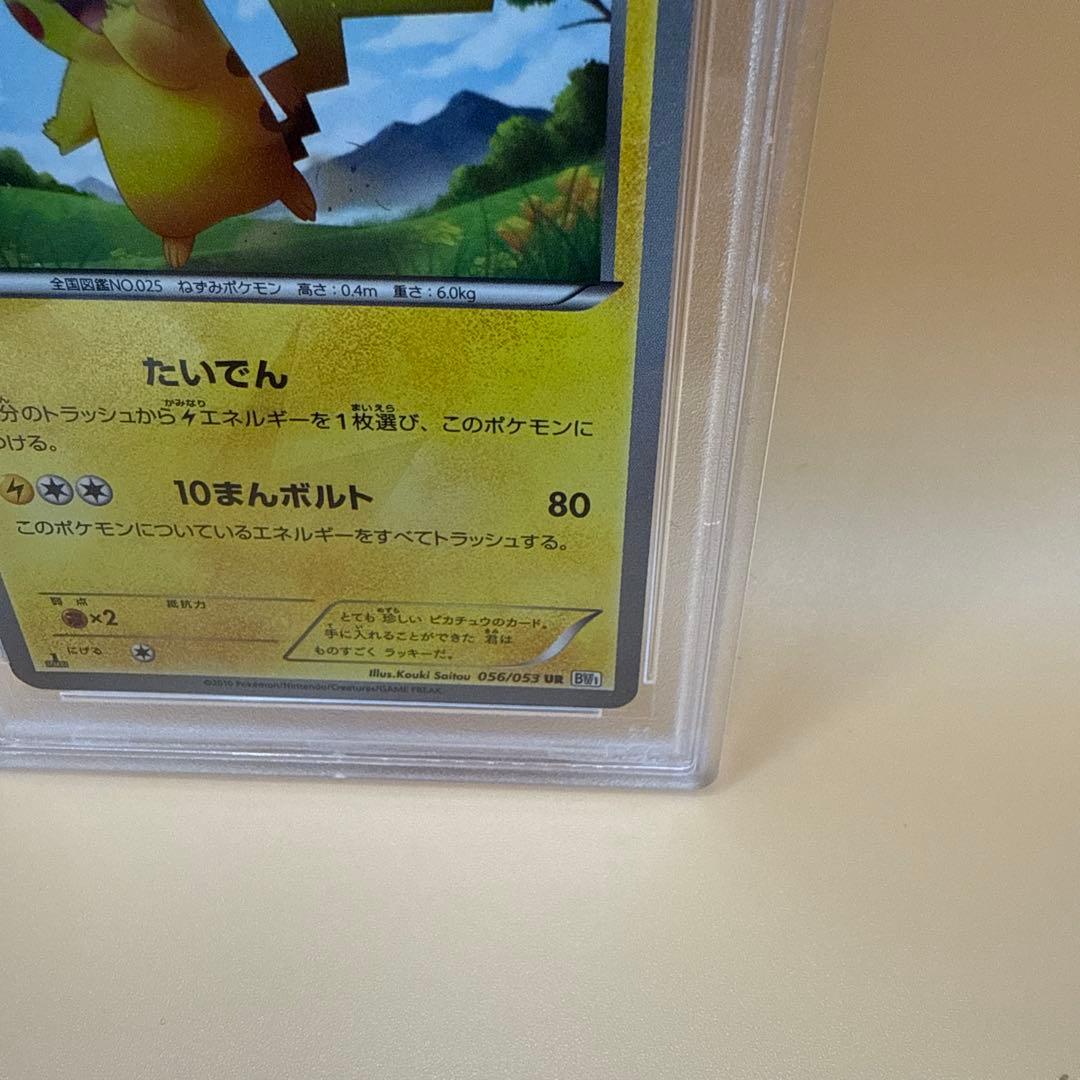 全国図鑑NO.025 ねずみポケモン 高さ：0.4m 重さ：6.0kg
たいでん
分のトラッシュから エネルギーを1枚選び、このポケモンに
つける。
10まんボルト 80
このポケモンについているエネルギーをすべてトラッシュする。
弱点 抵抗力
×2
にげる
とても 珍しい ピカチュウのカード。
手に入れることができた 君は
ものすごく ラッキーだ。
Illus.Kouki Saitou 056/053 UR BW1
©2010 Pokémon/Nintendo/Creatures/GAME FREAK.